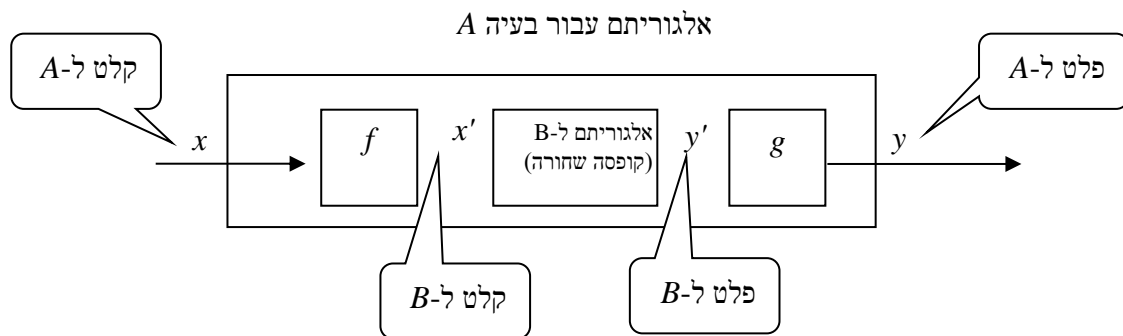 אלגוריתם עבור בעיה A
קלט ל-A
פלט ל-A
x
f
x'
אלגוריתם ל-B
(קופסה שחורה)
y'
g
y
קלט ל-B
פלט ל-B